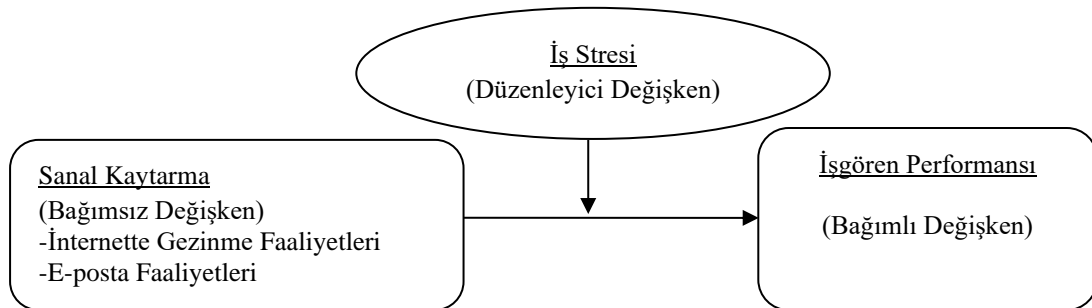 İş Stresi
(Düzenleyici Değişken)
Sanal Kaytarma
(Bağımsız Değişken)
-İnternette Gezinme Faaliyetleri
-E-posta Faaliyetleri
İşgören Performansı
(Bağımlı Değişken)